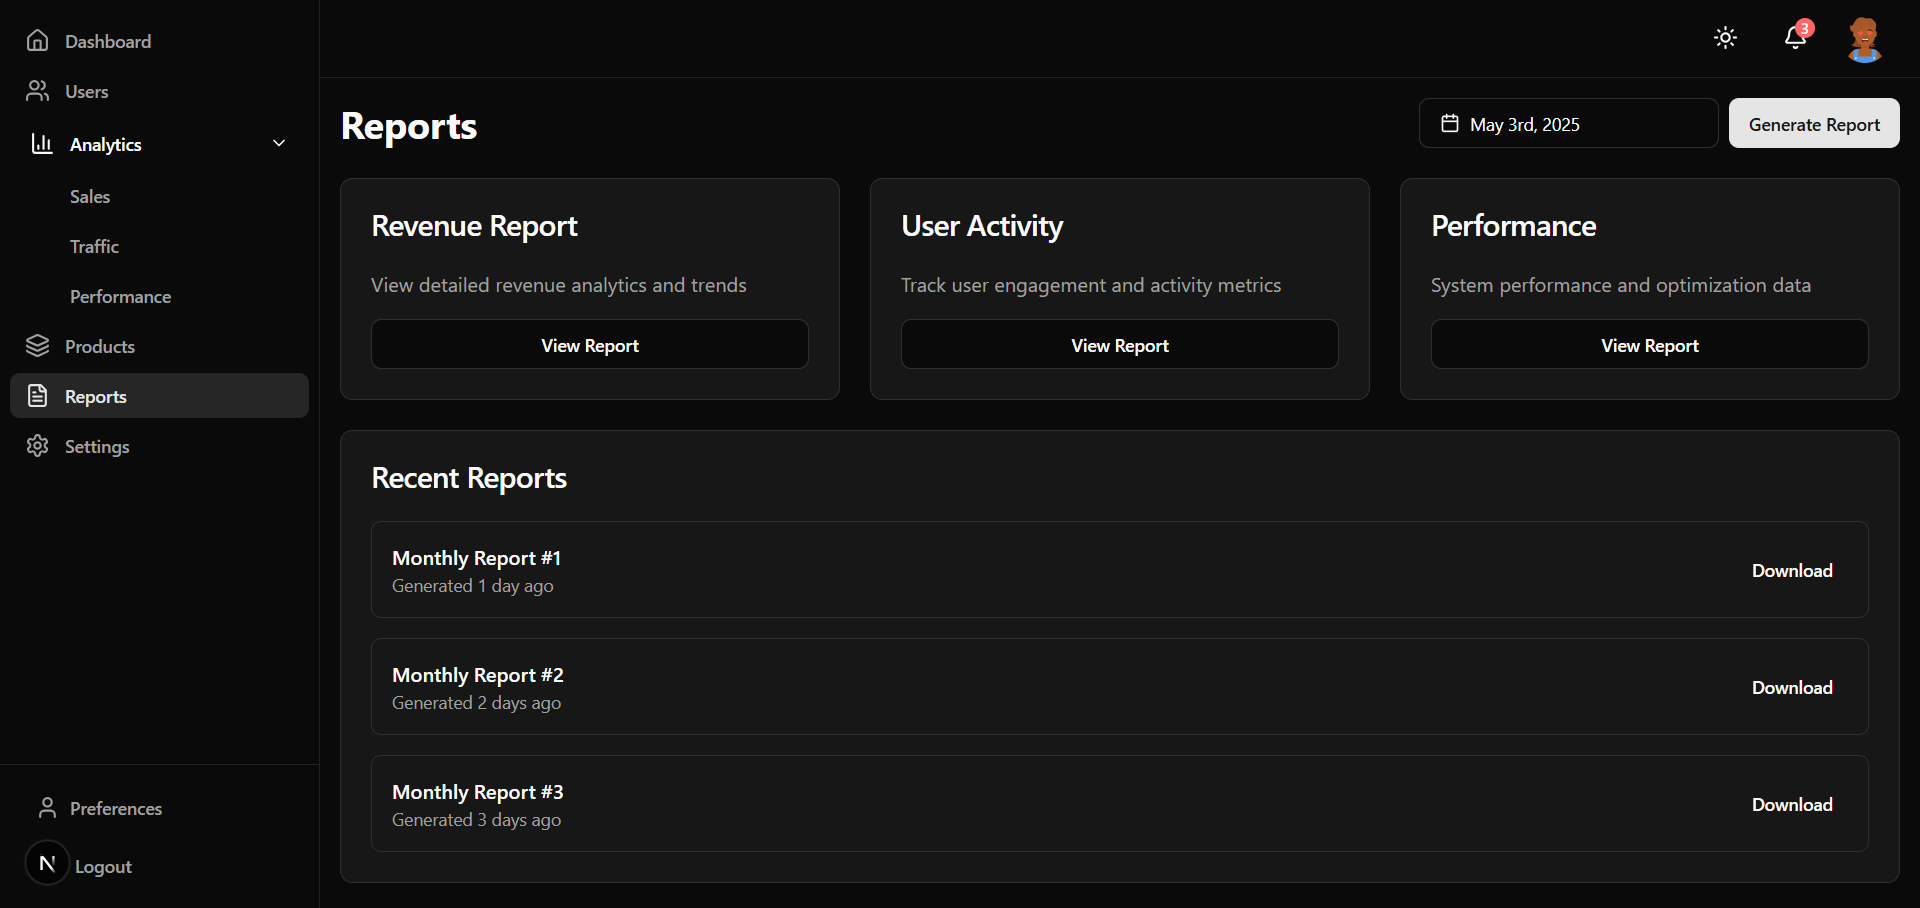 Dashboard
Users
Analytics
Sales
Traffic
Performance
Products
Reports
Settings
Preferences
N
Logout
3
Reports
May 3rd, 2025
Generate Report
Revenue Report
View detailed revenue analytics and trends
View Report
User Activity
Track user engagement and activity metrics
View Report
Performance
System performance and optimization data
View Report
Recent Reports
Monthly Report #1
Generated 1 day ago
Download
Monthly Report #2
Generated 2 days ago
Download
Monthly Report #3
Generated 3 days ago
Download